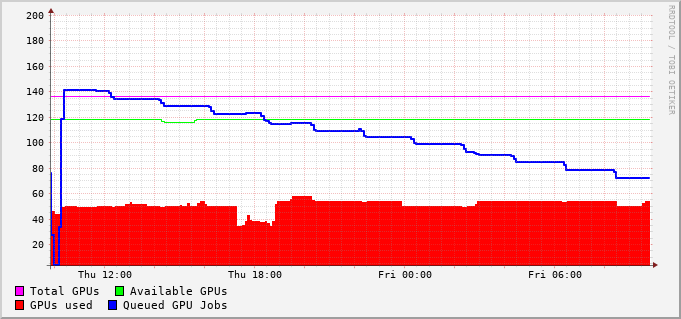 200
180
160
140
120
100
80
60
40
20
Thu 12:00 Thu 18:00 Fri 00:00 Fri 06:00
Total GPUs Available GPUs
GPUs used Queued GPU Jobs
RRDTOOL / TOBI OETIKER